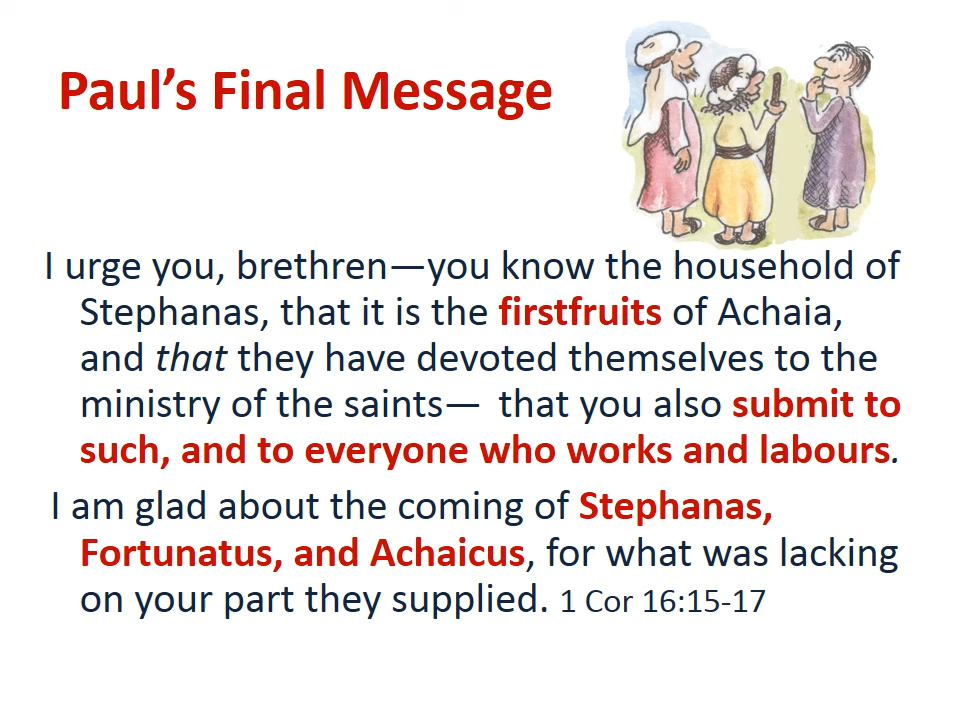 Paul’s Final Message
I urge you, brethren—you know the household of
Stephanas, that it is the firstfruits of Achaia,
and that they have devoted themselves to the
ministry of the saints— that you also submit to
such, and to everyone who works and labours.
I am glad about the coming of Stephanas,
Fortunatus, and Achaicus, for what was lacking
on your part they supplied. 1 Cor 16:15-17